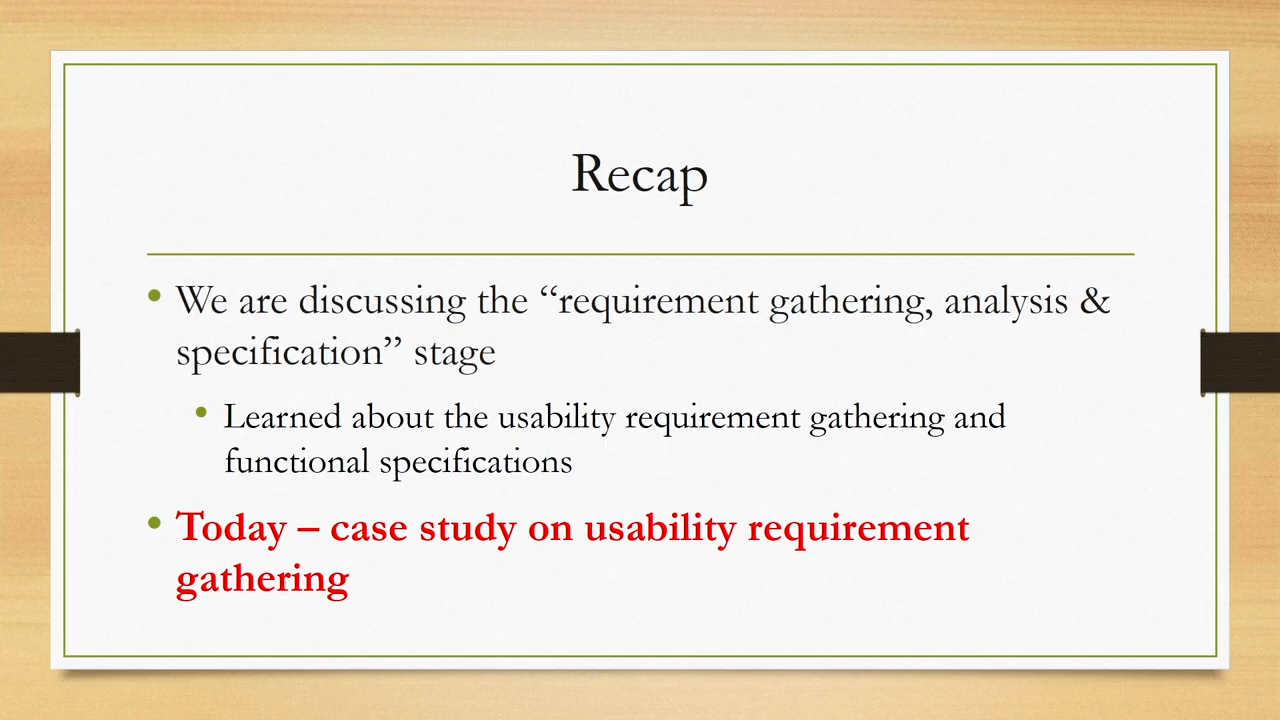 Recap
• We are discussing the “requirement gathering, analysis &
specification” stage
• Learned about the usability requirement gathering and
functional specifications
• Today – case study on usability requirement
gathering